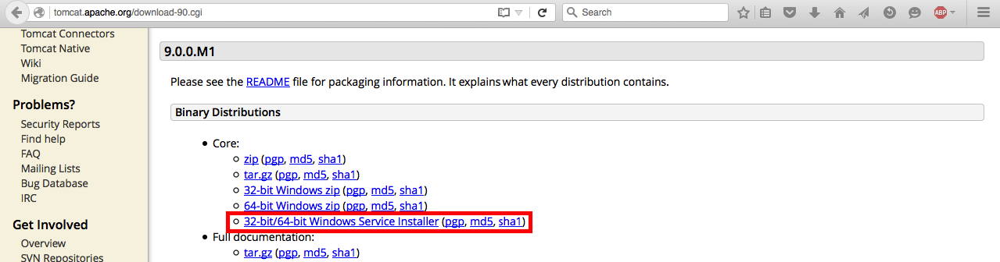 tomcat.apache.org/download-90.cgi
Search
ABP
Tomcat Connectors
Tomcat Native
Wiki
Migration Guide
Problems?
Security Reports
Find help
FAQ
Mailing Lists
Bug Database
IRC
Get Involved
Overview
SVN Repositories
9.0.0.M1
Please see the README file for packaging information. It explains what every distribution contains.
Binary Distributions
• Core:
○ zip (pgp, md5, sha1)
○ tar.gz (pgp, md5, sha1)
○ 32-bit Windows zip (pgp, md5, sha1)
○ 64-bit Windows zip (pgp, md5, sha1)
○ 32-bit/64-bit Windows Service Installer (pgp, md5, sha1)
• Full documentation:
○ tar.gz (pgp, md5, sha1)